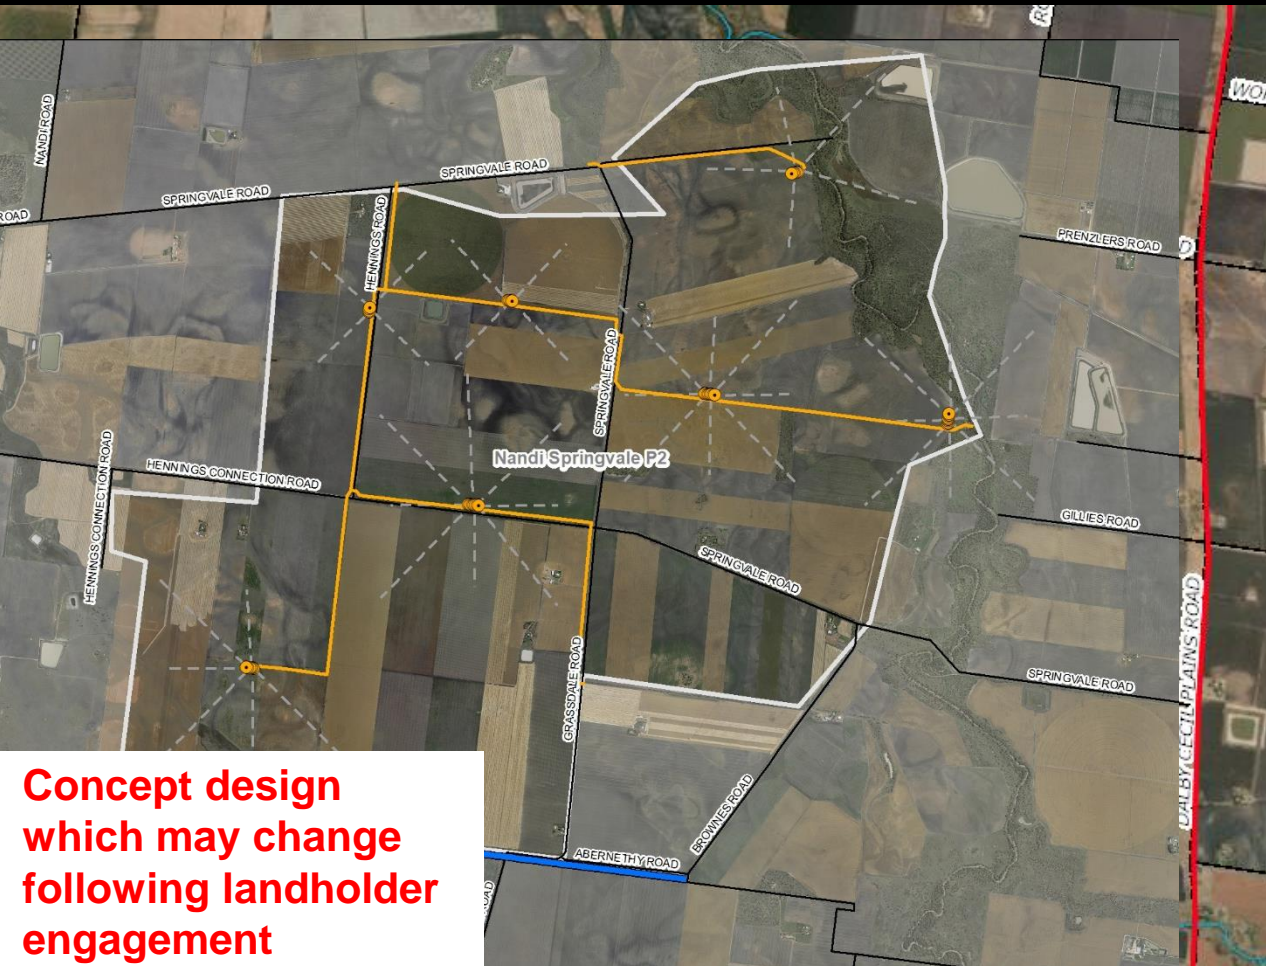 NANDI ROAD
SPRINGVALE ROAD
SPRINGVALE ROAD
ROAD
HENNINGS ROAD
PRENZLERS ROAD
SPRINGVALE ROAD
Nandi Springvale P2
HENNINGS CONNECTION ROAD
HENNINGS CONNECTION ROAD
GILLIES ROAD
SPRINGVALE ROAD
GRASSDALE ROAD
SPRINGVALE ROAD
DALBY CECIL PLAINS ROAD
BROWNES ROAD
ABERNETHY ROAD
Concept design
which may change
following landholder
engagement